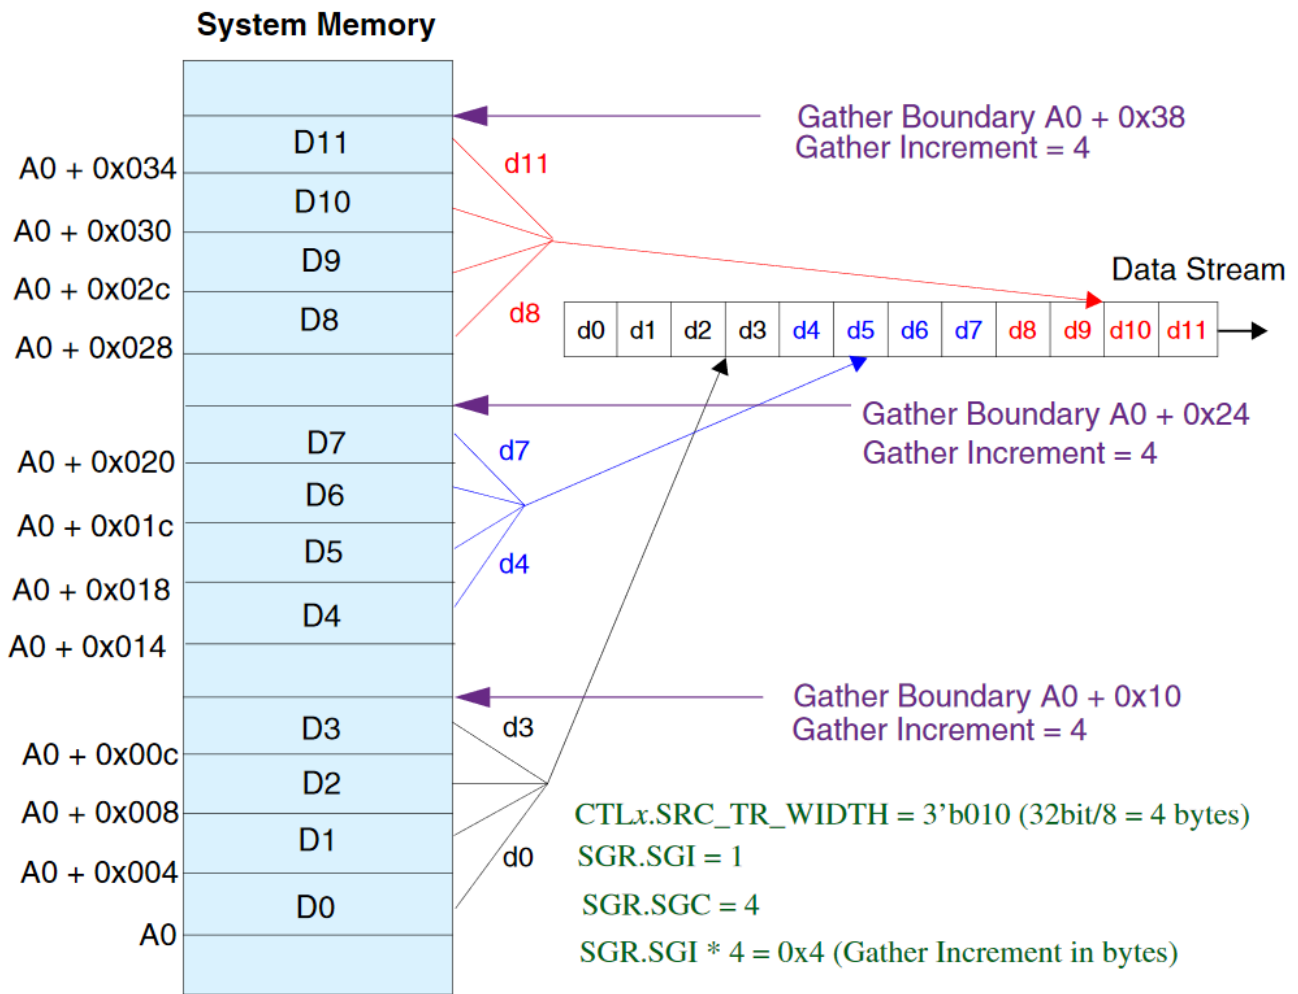 System Memory
Gather Boundary A0 + 0x38
Gather Increment = 4
D11
d11
A0 + 0x034
D10
A0 + 0x030
D9
A0 + 0x02c
D8
d8
A0 + 0x028
Data Stream
d0 d1 d2 d3 d4 d5 d6 d7 d8 d9 d10 d11
Gather Boundary A0 + 0x24
Gather Increment = 4
D7
d7
A0 + 0x020
D6
A0 + 0x01c
D5
d4
A0 + 0x018
D4
A0 + 0x014
Gather Boundary A0 + 0x10
Gather Increment = 4
D3
d3
A0 + 0x00c
D2
A0 + 0x008
D1
d0
A0 + 0x004
D0
A0
CTLx.SRC_TR_WIDTH = 3’b010 (32bit/8 = 4 bytes)
SGR.SGI = 1
SGR.SGC = 4
SGR.SGI * 4 = 0x4 (Gather Increment in bytes)